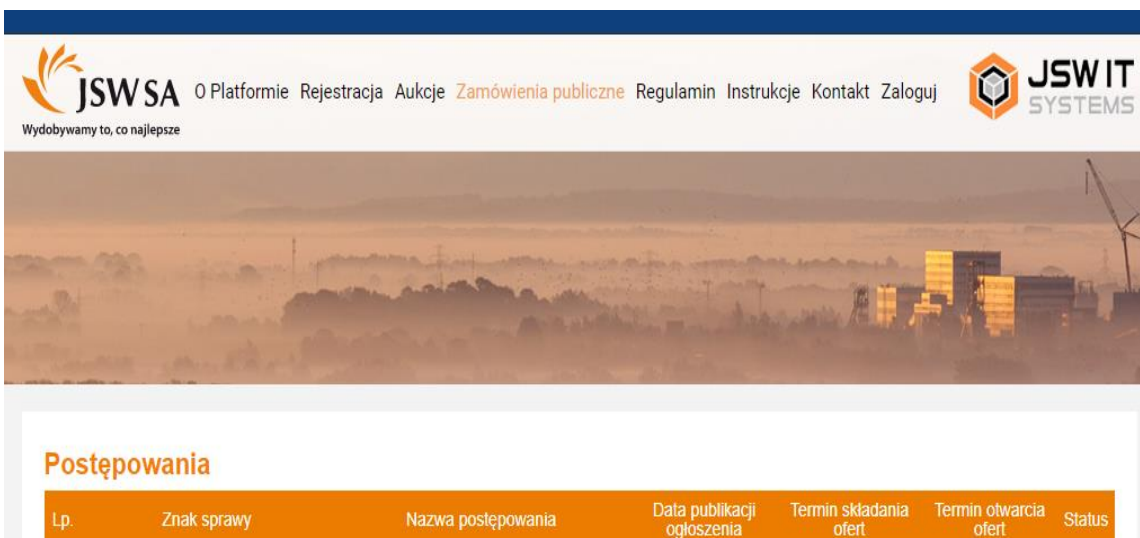 JSW SA
Wydobywamy to, co najlepsze
O Platformie Rejestracja Aukcje Zamówienia publiczne Regulamin Instrukcje Kontakt Zaloguj
JSW IT
SYSTEMS
Postępowania
Lp. Znak sprawy Nazwa postępowania Data publikacji ogłoszenia Termin składania ofert Termin otwarcia ofert Status